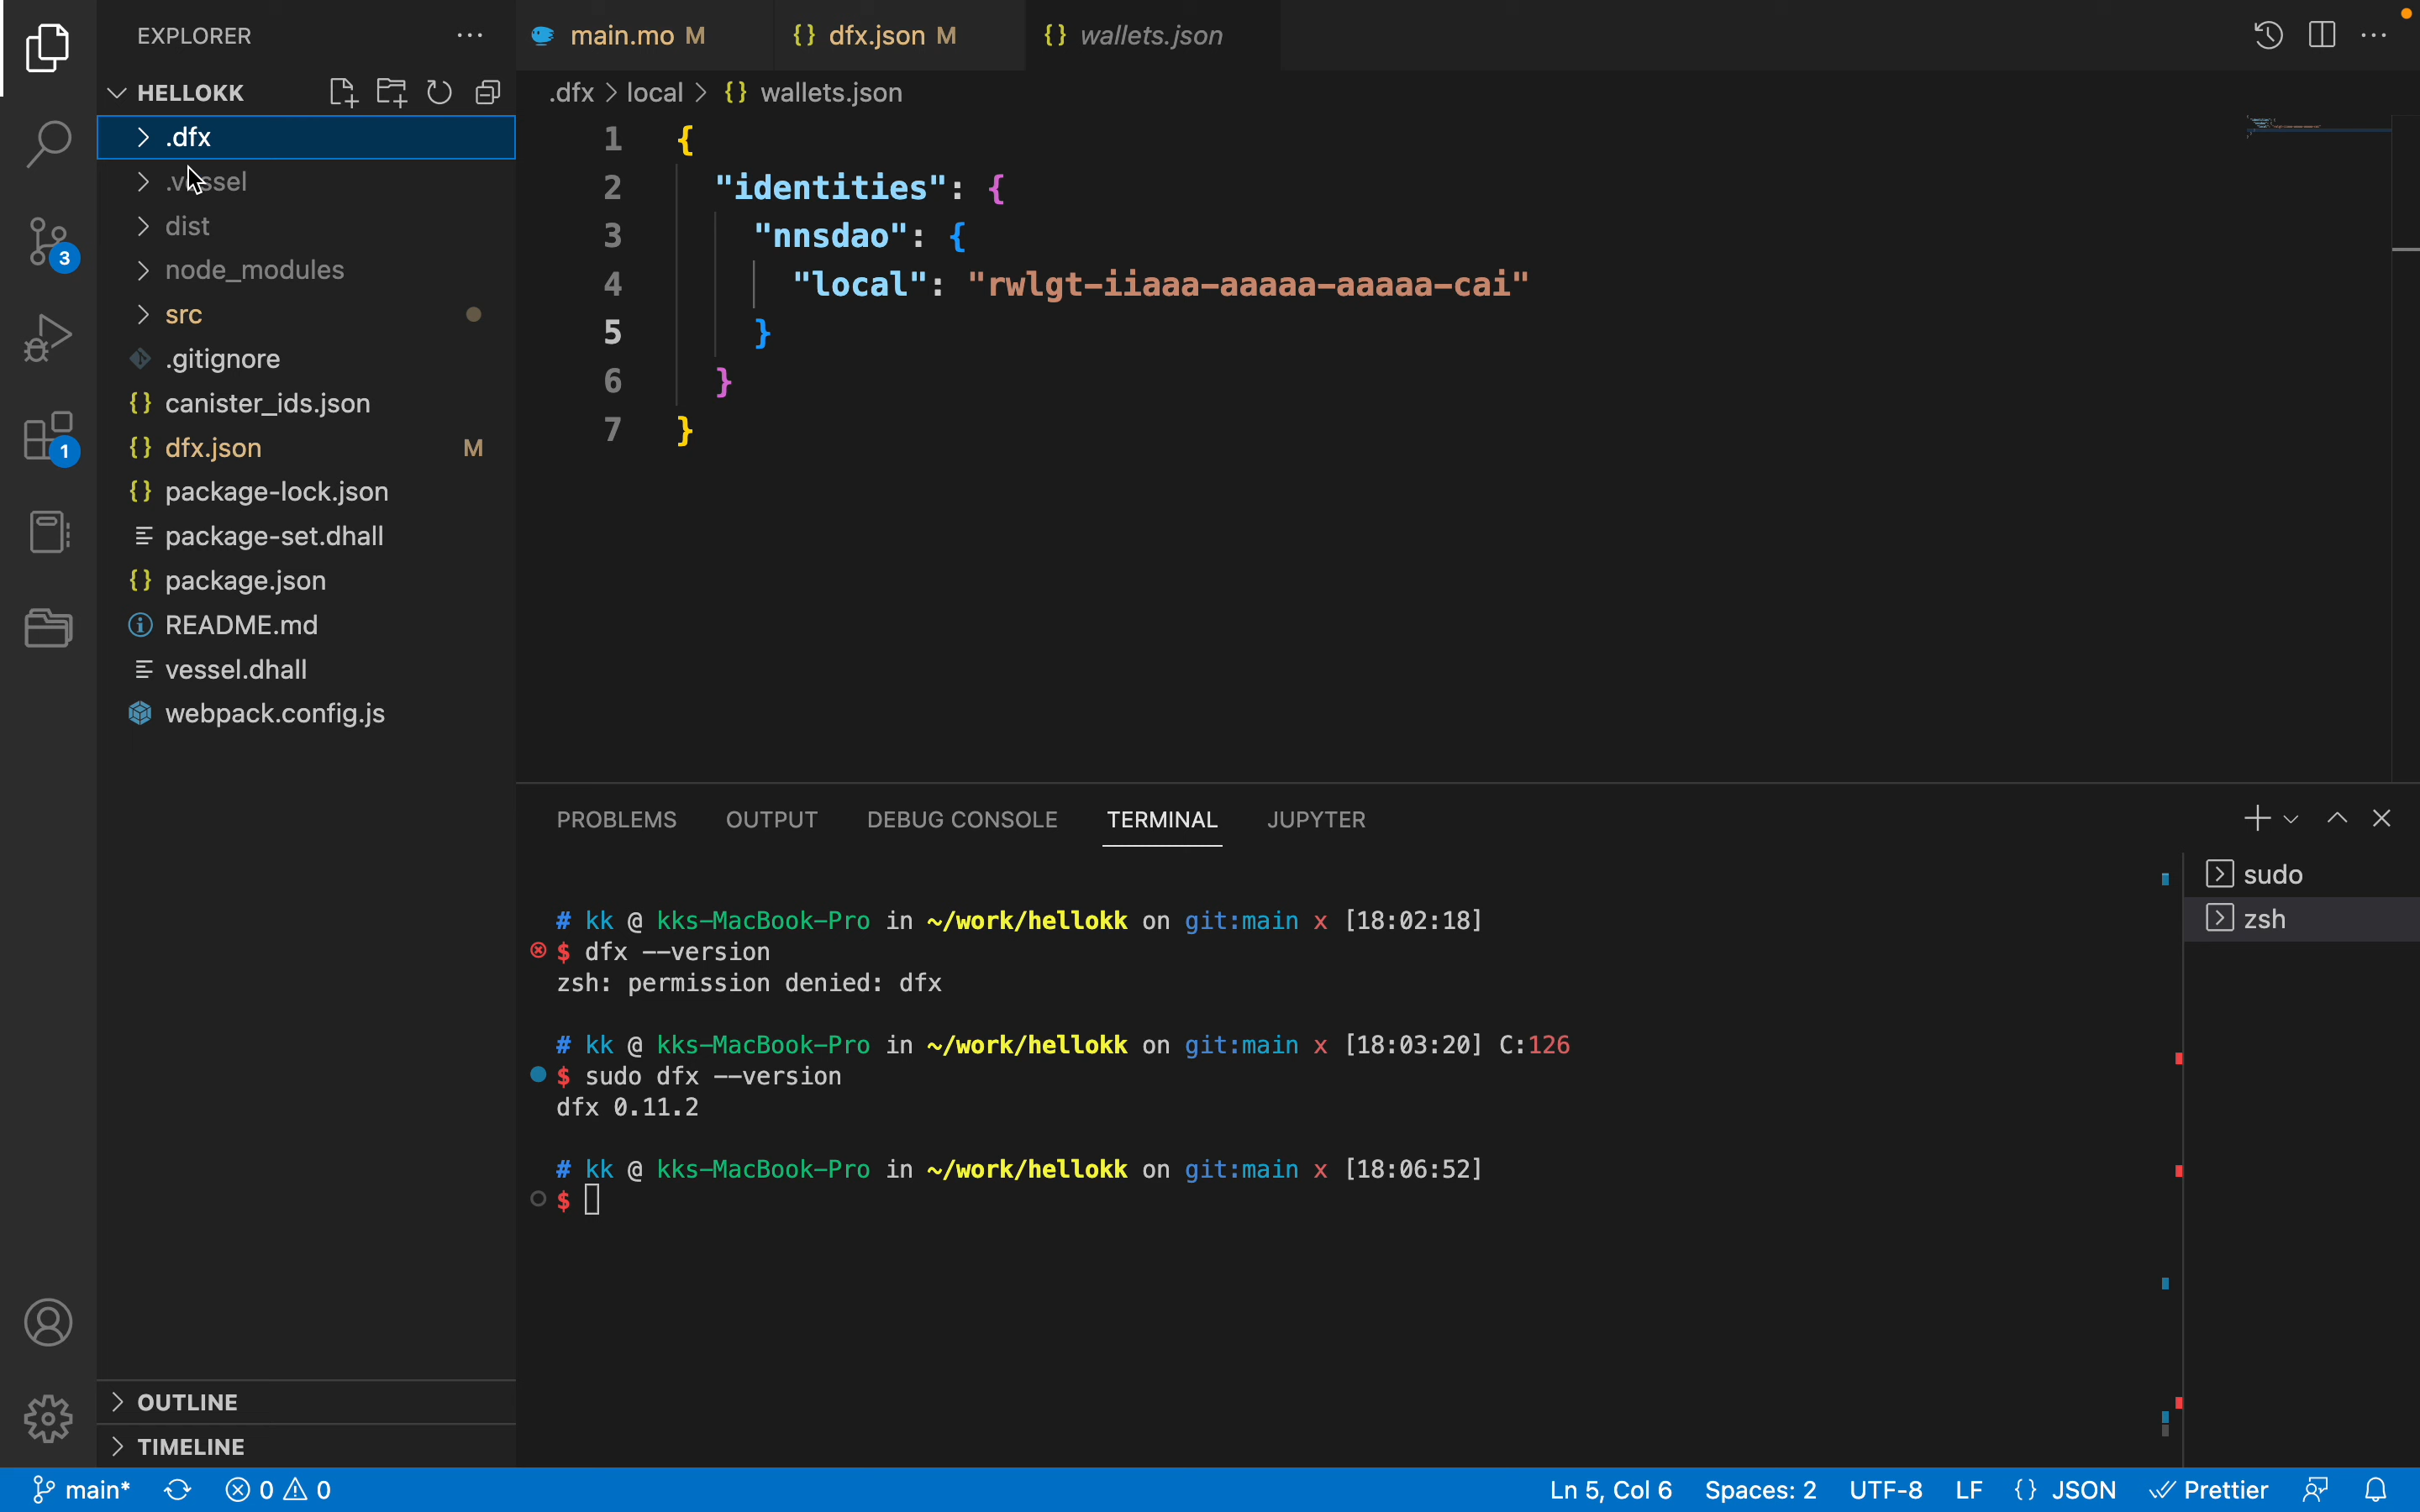 EXPLORER
HELLOKK
.dfx
.vessel
dist
node_modules
src
.gitignore
canister_ids.json
dfx.json M
package-lock.json
package-set.dhall
package.json
README.md
vessel.dhall
webpack.config.js
OUTLINE
TIMELINE
3
1
main.mo M
dfx.json M
wallets.json
.dfx > local > {} wallets.json
1 {
2 "identities": {
3 "nnsdao": {
4 "local": "rwlgt-iiaaa-aaaaa-aaaaa-cai"
5 }
6 }
7 }
PROBLEMS OUTPUT DEBUG CONSOLE TERMINAL JUPYTER
# kk @ kks-MacBook-Pro in ~/work/hellokk on git:main x [18:02:18]
$ dfx --version
zsh: permission denied: dfx
# kk @ kks-MacBook-Pro in ~/work/hellokk on git:main x [18:03:20] C:126
$ sudo dfx --version
dfx 0.11.2
# kk @ kks-MacBook-Pro in ~/work/hellokk on git:main x [18:06:52]
$
sudo
zsh
main* 0 0 Ln 5, Col 6 Spaces: 2 UTF-8 LF {} JSON Prettier